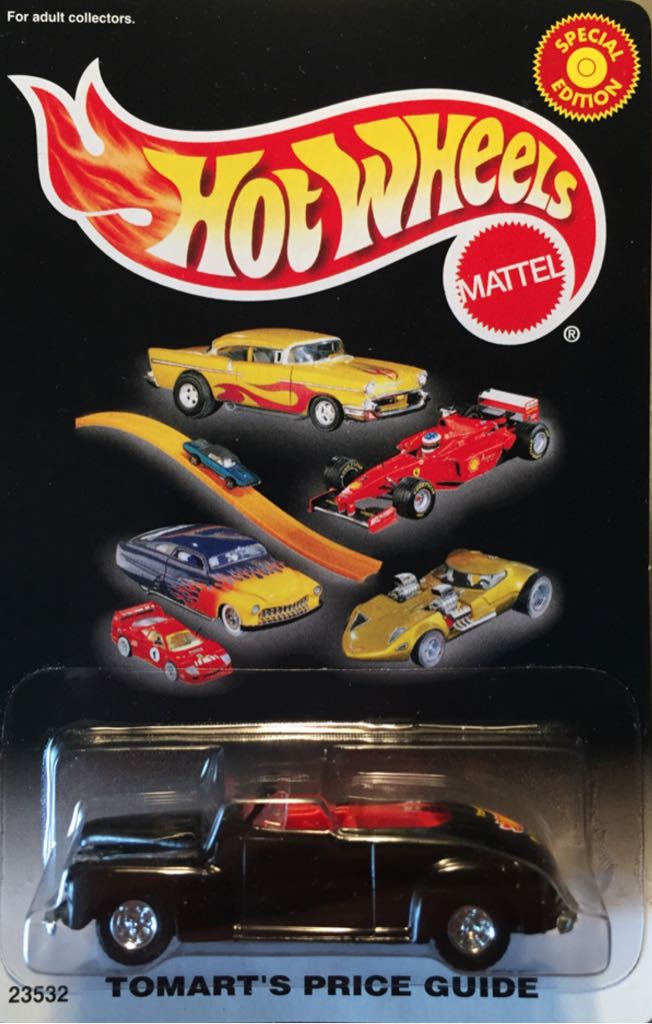 For adult collectors.
SPECIAL
EDITION
Hot Wheels
MATTEL
®
23532
TOMART'S PRICE GUIDE